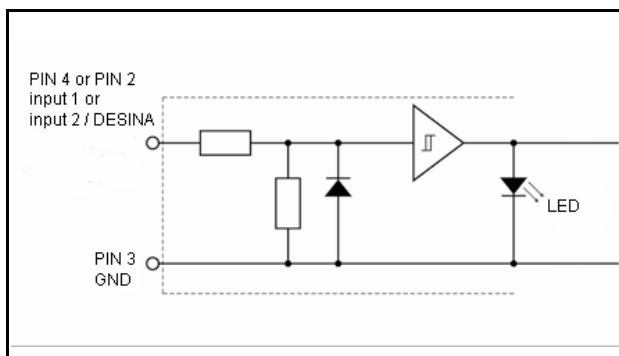 PIN 4 or PIN 2
input 1 or
input 2 / DESINA
LED
PIN 3
GND